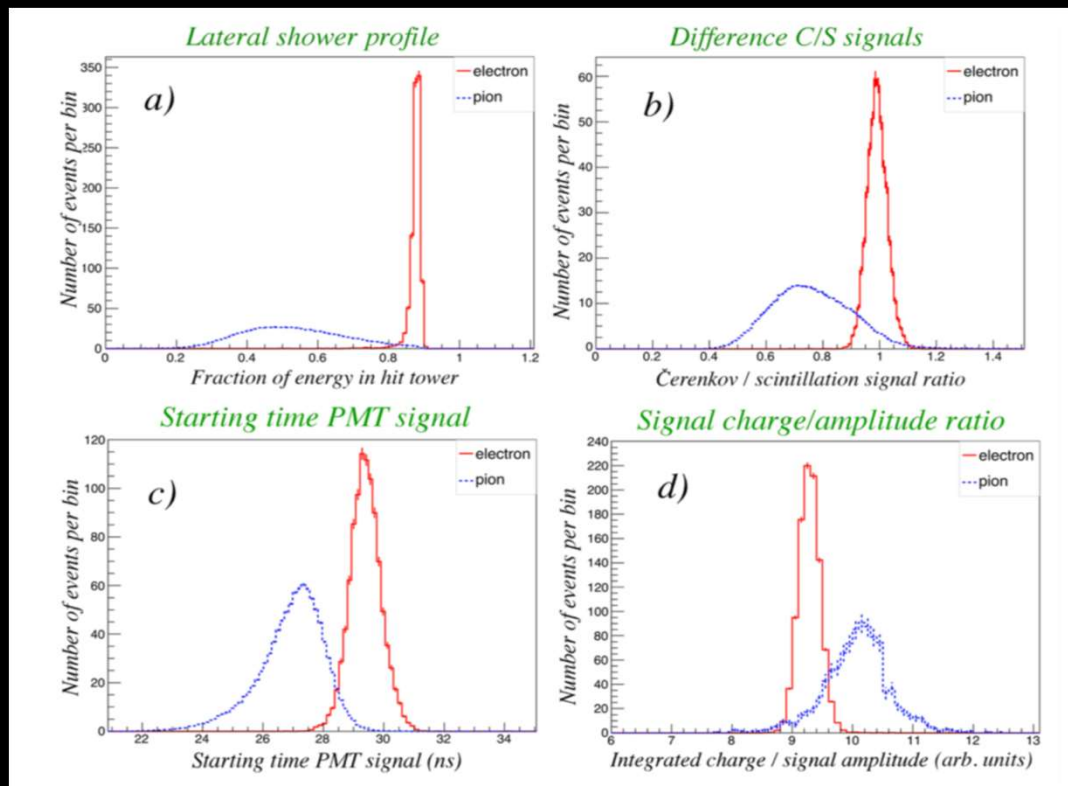 Lateral shower profile
a)
electron
pion
Number of events per bin
350
300
250
200
150
100
50
0
0 0.2 0.4 0.6 0.8 1 1.2
Fraction of energy in hit tower
Difference C/S signals
b)
electron
pion
Number of events per bin
60
50
40
30
20
10
0
0 0.2 0.4 0.6 0.8 1 1.2 1.4
Čerenkov / scintillation signal ratio
Starting time PMT signal
c)
electron
pion
Number of events per bin
120
100
80
60
40
20
0
22 24 26 28 30 32 34
Starting time PMT signal (ns)
Signal charge/amplitude ratio
d)
electron
pion
Number of events per bin
240
220
200
180
160
140
120
100
80
60
40
20
0
6 7 8 9 10 11 12 13
Integrated charge / signal amplitude (arb. units)